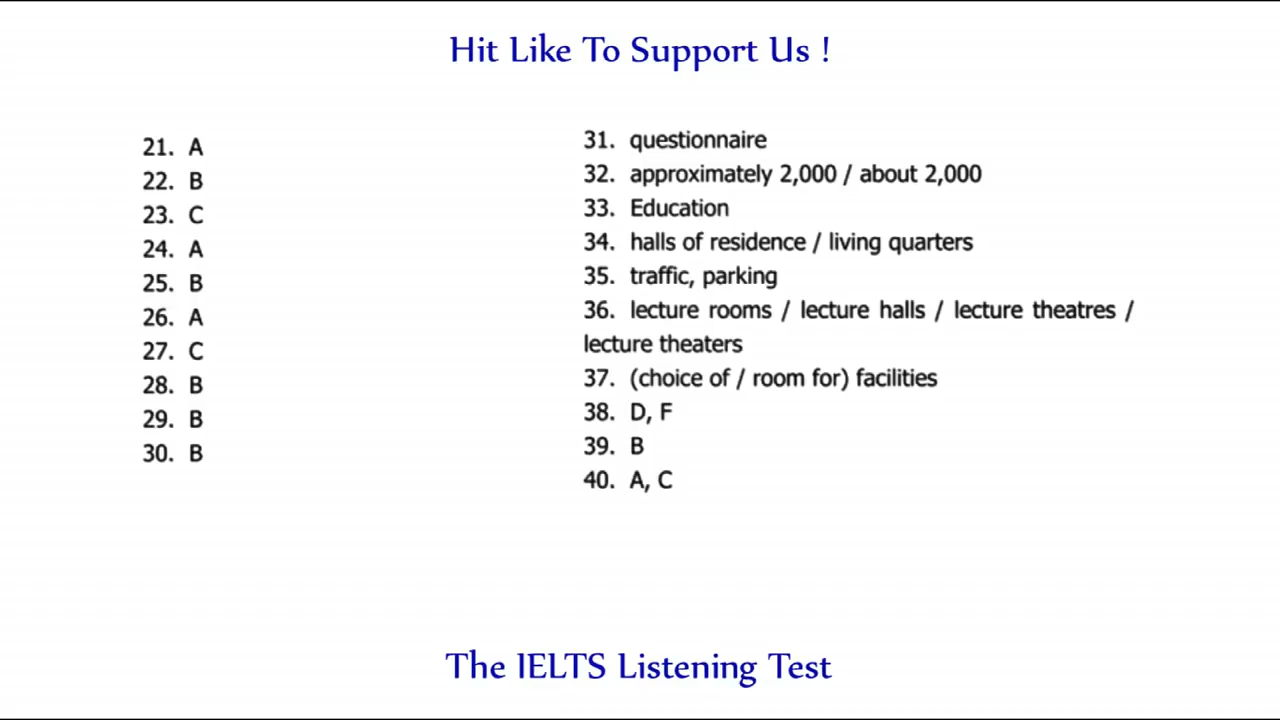 Hit Like To Support Us !
21. A
22. B
23. C
24. A
25. B
26. A
27. C
28. B
29. B
30. B
31. questionnaire
32. approximately 2,000 / about 2,000
33. Education
34. halls of residence / living quarters
35. traffic, parking
36. lecture rooms / lecture halls / lecture theatres /
lecture theaters
37. (choice of / room for) facilities
38. D, F
39. B
40. A, C
The IELTS Listening Test